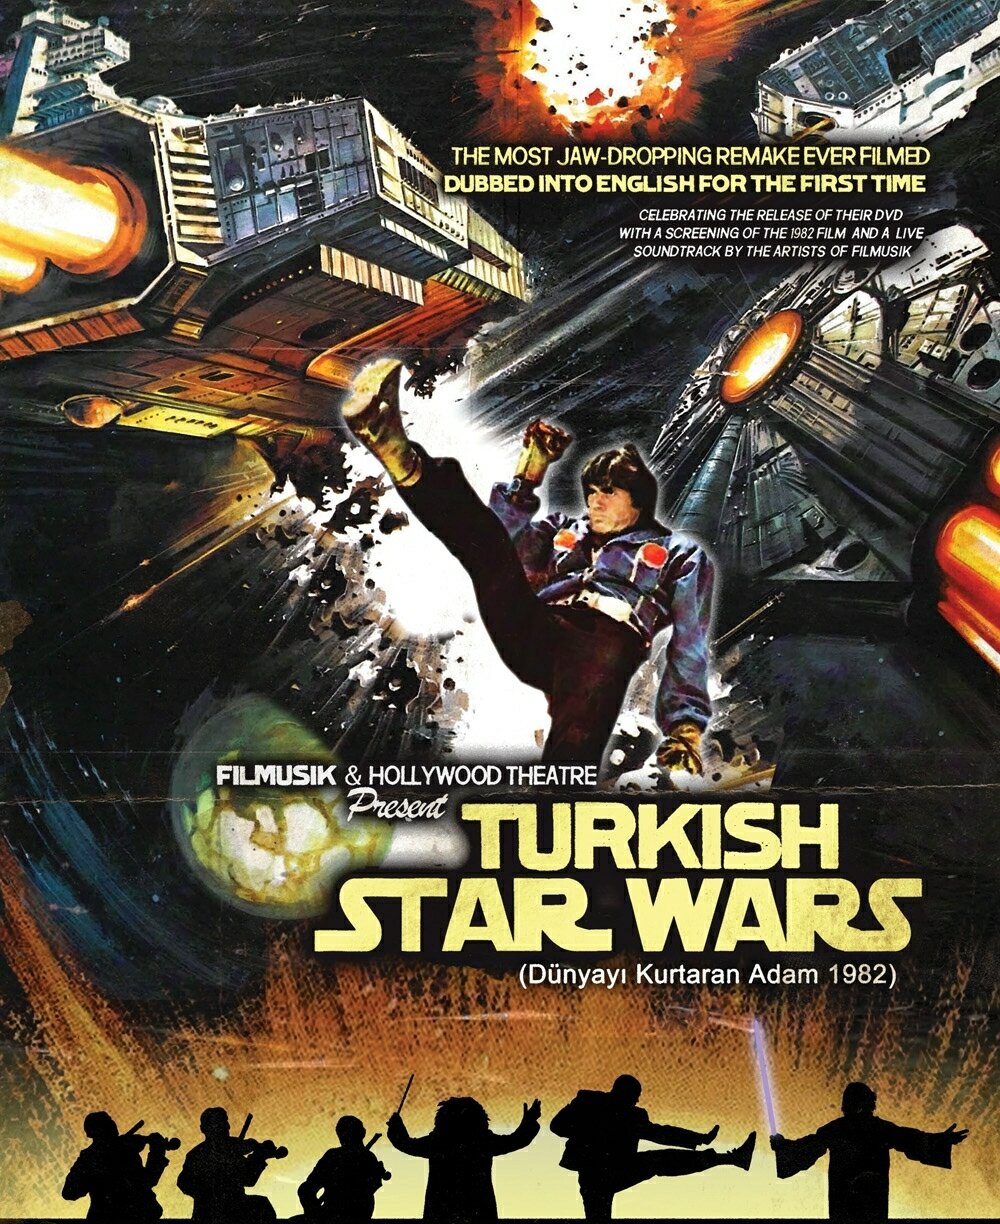 THE MOST JAW-DROPPING REMAKE EVER FILMED
DUBBED INTO ENGLISH FOR THE FIRST TIME
CELEBRATING THE RELEASE OF THEIR DVD
WITH A SCREENING OF THE 1982 FILM AND A LIVE
SOUNDTRACK BY THE ARTISTS OF FILMUSIK
FILMUSIK & HOLLYWOOD THEATRE
Present
TURKISH
STAR WARS
(Dünyayı Kurtaran Adam 1982)